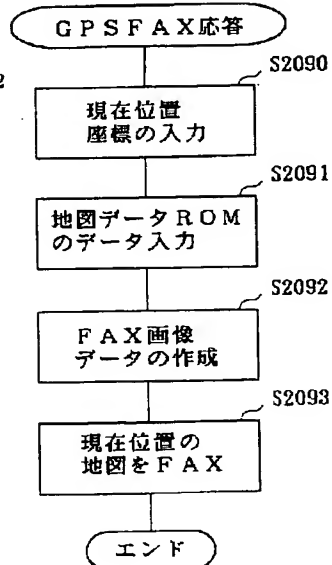 GPSFAX応答
S2090
2
現在位置
座標の入力
S2091
地図データROM
のデータ入力
S2092
FAX画像
データの作成
S2093
現在位置の
地図をFAX
エンド